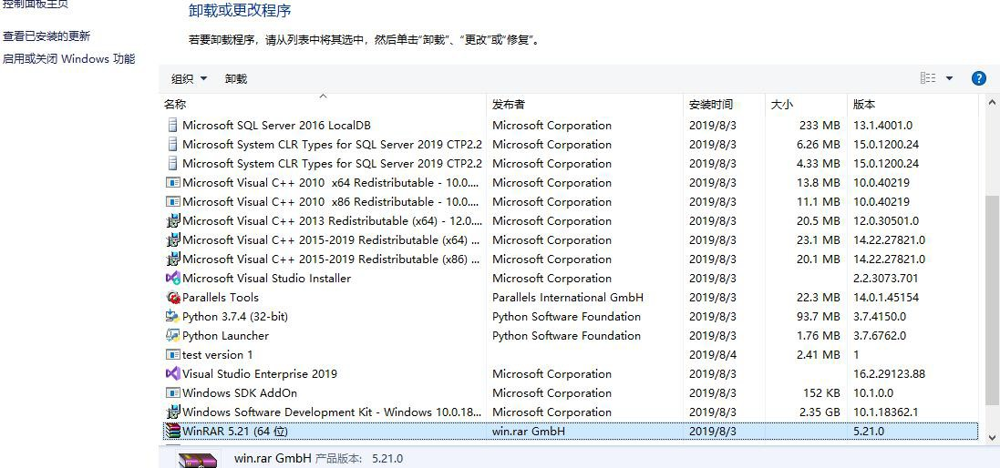 控制面板主页
卸载或更改程序
查看已安装的更新
若要卸载程序，请从列表中将其选中，然后单击“卸载”、“更改”或“修复”。
启用或关闭 Windows 功能
组织 卸载
名称 发布者 安装时间 大小 版本
Microsoft SQL Server 2016 LocalDB Microsoft Corporation 2019/8/3 233 MB 13.1.4001.0
Microsoft System CLR Types for SQL Server 2019 CTP2.2 Microsoft Corporation 2019/8/3 6.26 MB 15.0.1200.24
Microsoft System CLR Types for SQL Server 2019 CTP2.2 Microsoft Corporation 2019/8/3 4.33 MB 15.0.1200.24
Microsoft Visual C++ 2010  x64 Redistributable - 10.0.... Microsoft Corporation 2019/8/3 13.8 MB 10.0.40219
Microsoft Visual C++ 2010  x86 Redistributable - 10.0.... Microsoft Corporation 2019/8/3 11.1 MB 10.0.40219
Microsoft Visual C++ 2013 Redistributable (x64) - 12.0.... Microsoft Corporation 2019/8/3 20.5 MB 12.0.30501.0
Microsoft Visual C++ 2015-2019 Redistributable (x64) ... Microsoft Corporation 2019/8/3 23.1 MB 14.22.27821.0
Microsoft Visual C++ 2015-2019 Redistributable (x86) ... Microsoft Corporation 2019/8/3 20.1 MB 14.22.27821.0
Microsoft Visual Studio Installer Microsoft Corporation 2019/8/3 2.2.3073.701
Parallels Tools Parallels International GmbH 2019/8/3 22.3 MB 14.0.1.45154
Python 3.7.4 (32-bit) Python Software Foundation 2019/8/3 93.7 MB 3.7.4150.0
Python Launcher Python Software Foundation 2019/8/3 1.76 MB 3.7.6762.0
test version 1 2019/8/4 2.41 MB 1
Visual Studio Enterprise 2019 Microsoft Corporation 2019/8/3 16.2.29123.88
Windows SDK AddOn Microsoft Corporation 2019/8/3 152 KB 10.1.0.0
Windows Software Development Kit - Windows 10.0.18... Microsoft Corporation 2019/8/3 2.35 GB 10.1.18362.1
WinRAR 5.21 (64 位) win.rar GmbH 2019/8/3 5.21.0
win.rar GmbH 产品版本: 5.21.0